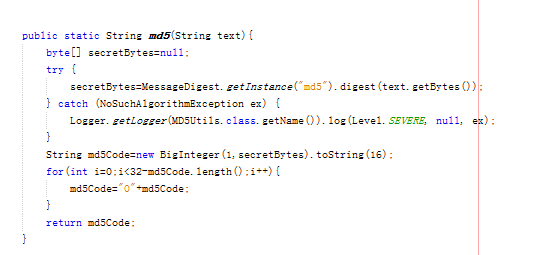 public static String md5(String text){
byte[] secretBytes=null;
try {
secretBytes=MessageDigest.getInstance("md5").digest(text.getBytes());
} catch (NoSuchAlgorithmException ex) {
Logger.getLogger(MD5Utils.class.getName()).log(Level.SEVERE, null, ex);
}
String md5Code=new BigInteger(1,secretBytes).toString(16);
for(int i=0;i<32-md5Code.length();i++){
md5Code="0"+md5Code;
}
return md5Code;
}